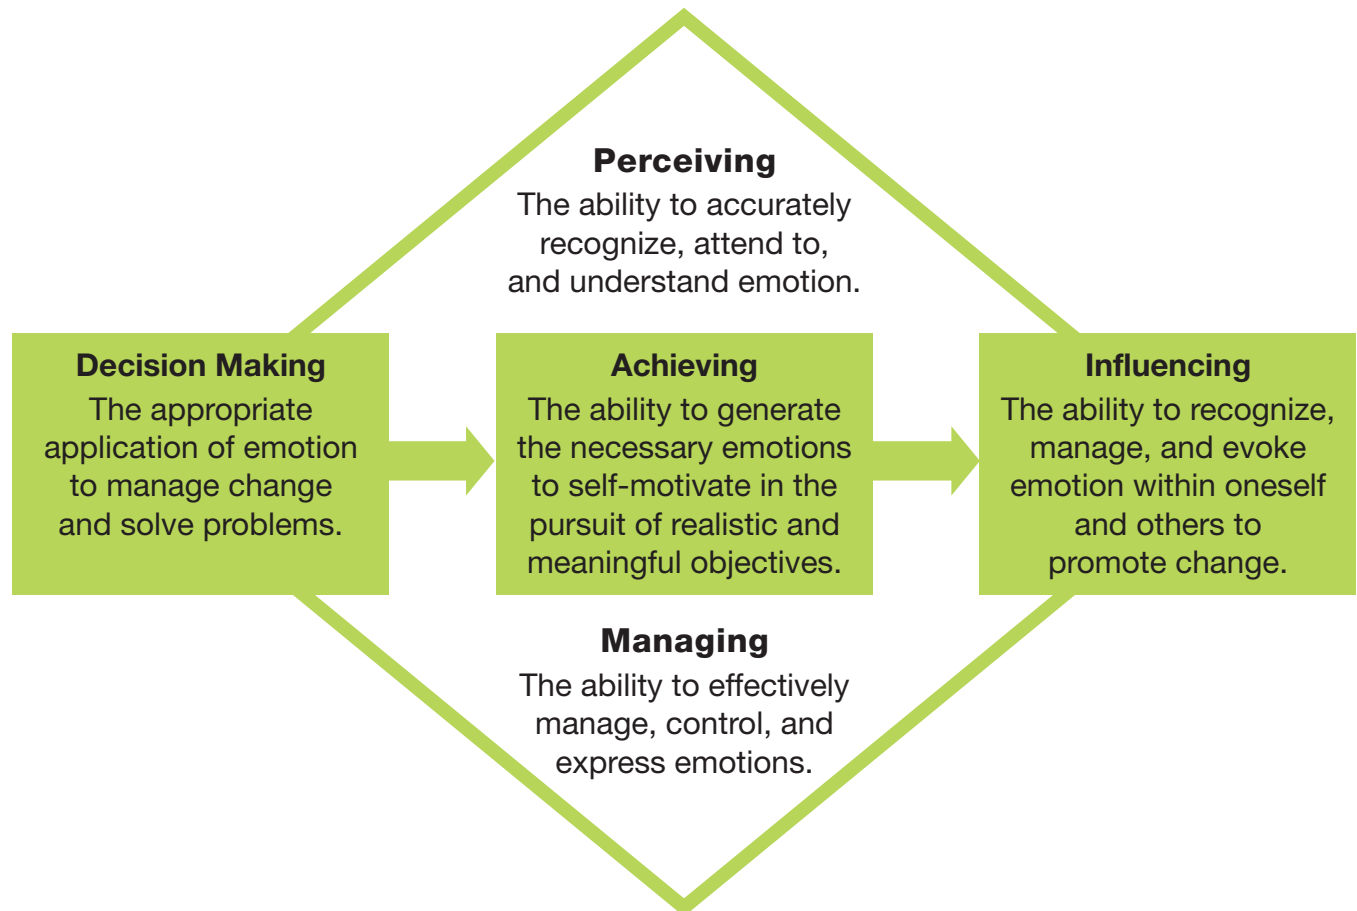 Perceiving
The ability to accurately
recognize, attend to,
and understand emotion.
Decision Making
The appropriate
application of emotion
to manage change
and solve problems.
Achieving
The ability to generate
the necessary emotions
to self-motivate in the
pursuit of realistic and
meaningful objectives.
Influencing
The ability to recognize,
manage, and evoke
emotion within oneself
and others to
promote change.
Managing
The ability to effectively
manage, control, and
express emotions.